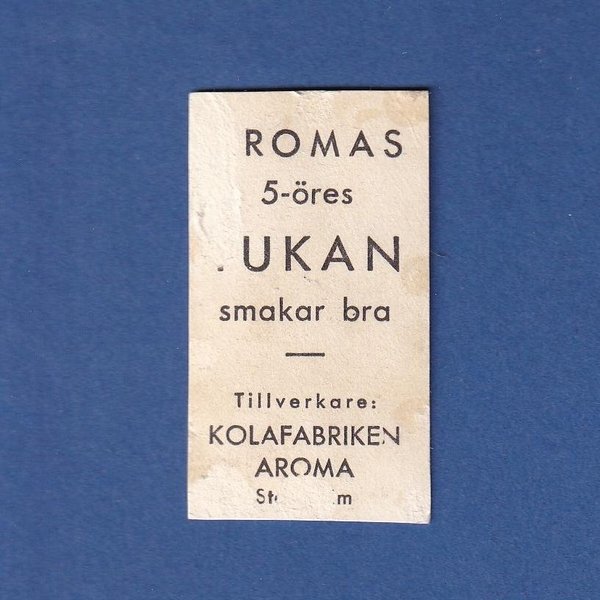 ROMAS
5-öres
UKAN
smakar bra
Tillverkare:
KOLAFABRIKEN
AROMA